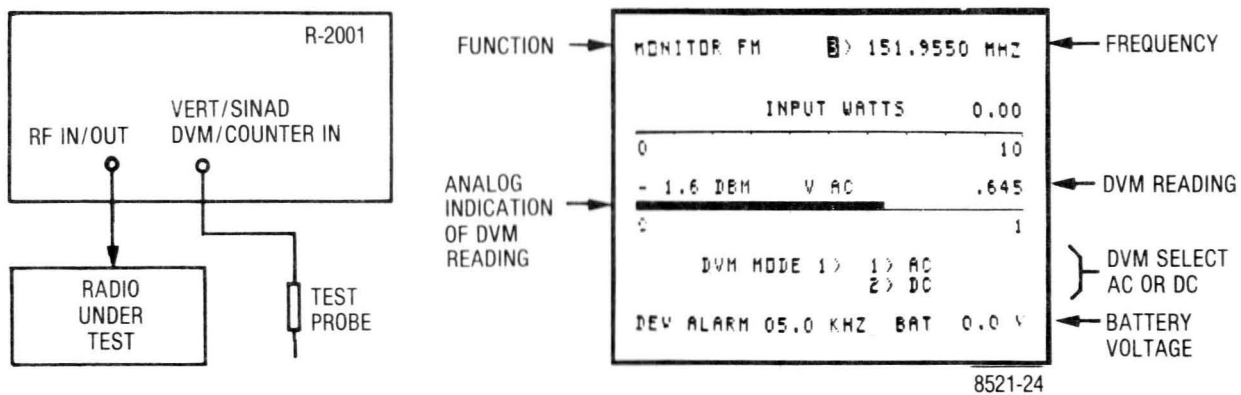 R-2001
VERT/SINAD
DVM/COUNTER IN
RF IN/OUT
RADIO
UNDER
TEST
TEST
PROBE
FUNCTION
ANALOG
INDICATION
OF DVM
READING
MONITOR FM 3> 151.9550 MHZ
INPUT WATTS 0.00
0 10
- 1.6 DBM V AC .645
0 1
DVM MODE 1> 1> AC
2> DC
DEV ALARM 05.0 KHZ BAT 0.0 V
FREQUENCY
DVM READING
DVM SELECT
AC OR DC
BATTERY
VOLTAGE
8521-24